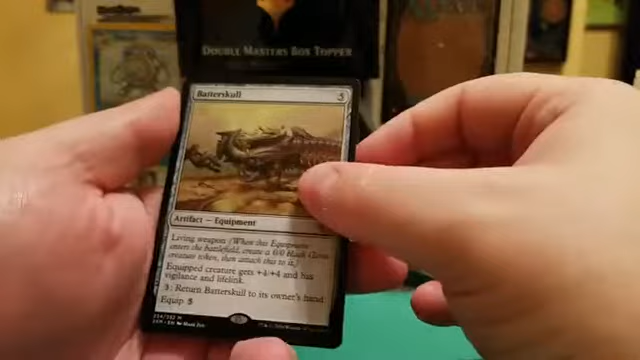 DOUBLE MASTERS BOX TOPPER
Batterskull 5
Artifact — Equipment
Living weapon (When this Equipment
enters the battlefield, create a 0/0 black Germ
creature token, then attach this to it.)
Equipped creature gets +4/+4 and has
vigilance and lifelink.
3: Return Batterskull to its owner's hand.
Equip 5